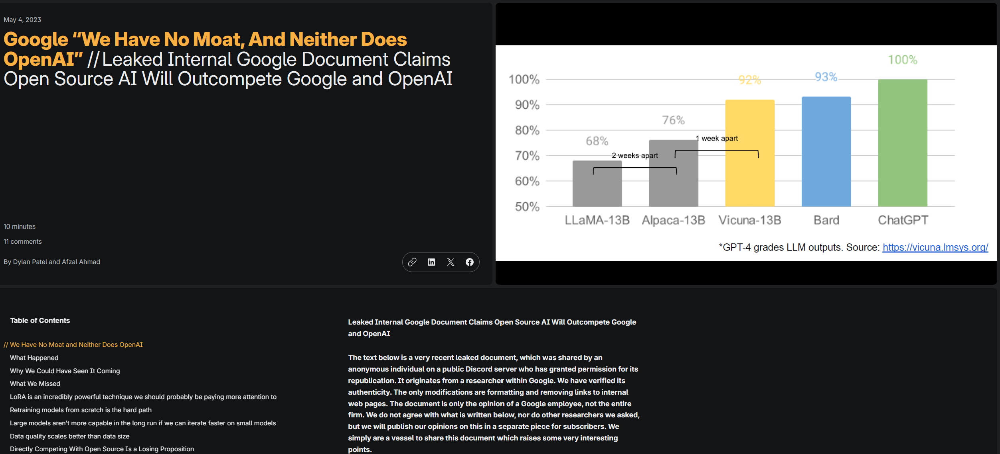 May 4, 2023
Google “We Have No Moat, And Neither Does
OpenAI” // Leaked Internal Google Document Claims
Open Source AI Will Outcompete Google and OpenAI
10 minutes
11 comments
By Dylan Patel and Afzal Ahmad
100%
90%
80%
70%
60%
50%
68%
76%
92%
93%
100%
2 weeks apart
1 week apart
LLaMA-13B
Alpaca-13B
Vicuna-13B
Bard
ChatGPT
*GPT-4 grades LLM outputs. Source: https://vicuna.lmsys.org/
Table of Contents
// We Have No Moat and Neither Does OpenAI
What Happened
Why We Could Have Seen It Coming
What We Missed
LoRA is an incredibly powerful technique we should probably be paying more attention to
Retraining models from scratch is the hard path
Large models aren’t more capable in the long run if we can iterate faster on small models
Data quality scales better than data size
Directly Competing With Open Source Is a Losing Proposition
Leaked Internal Google Document Claims Open Source AI Will Outcompete Google
and OpenAI
The text below is a very recent leaked document, which was shared by an
anonymous individual on a public Discord server who has granted permission for its
republication. It originates from a researcher within Google. We have verified its
authenticity. The only modifications are formatting and removing links to internal
web pages. The document is only the opinion of a Google employee, not the entire
firm. We do not agree with what is written below, nor do other researchers we asked,
but we will publish our opinions on this in a separate piece for subscribers. We
simply are a vessel to share this document which raises some very interesting
points.